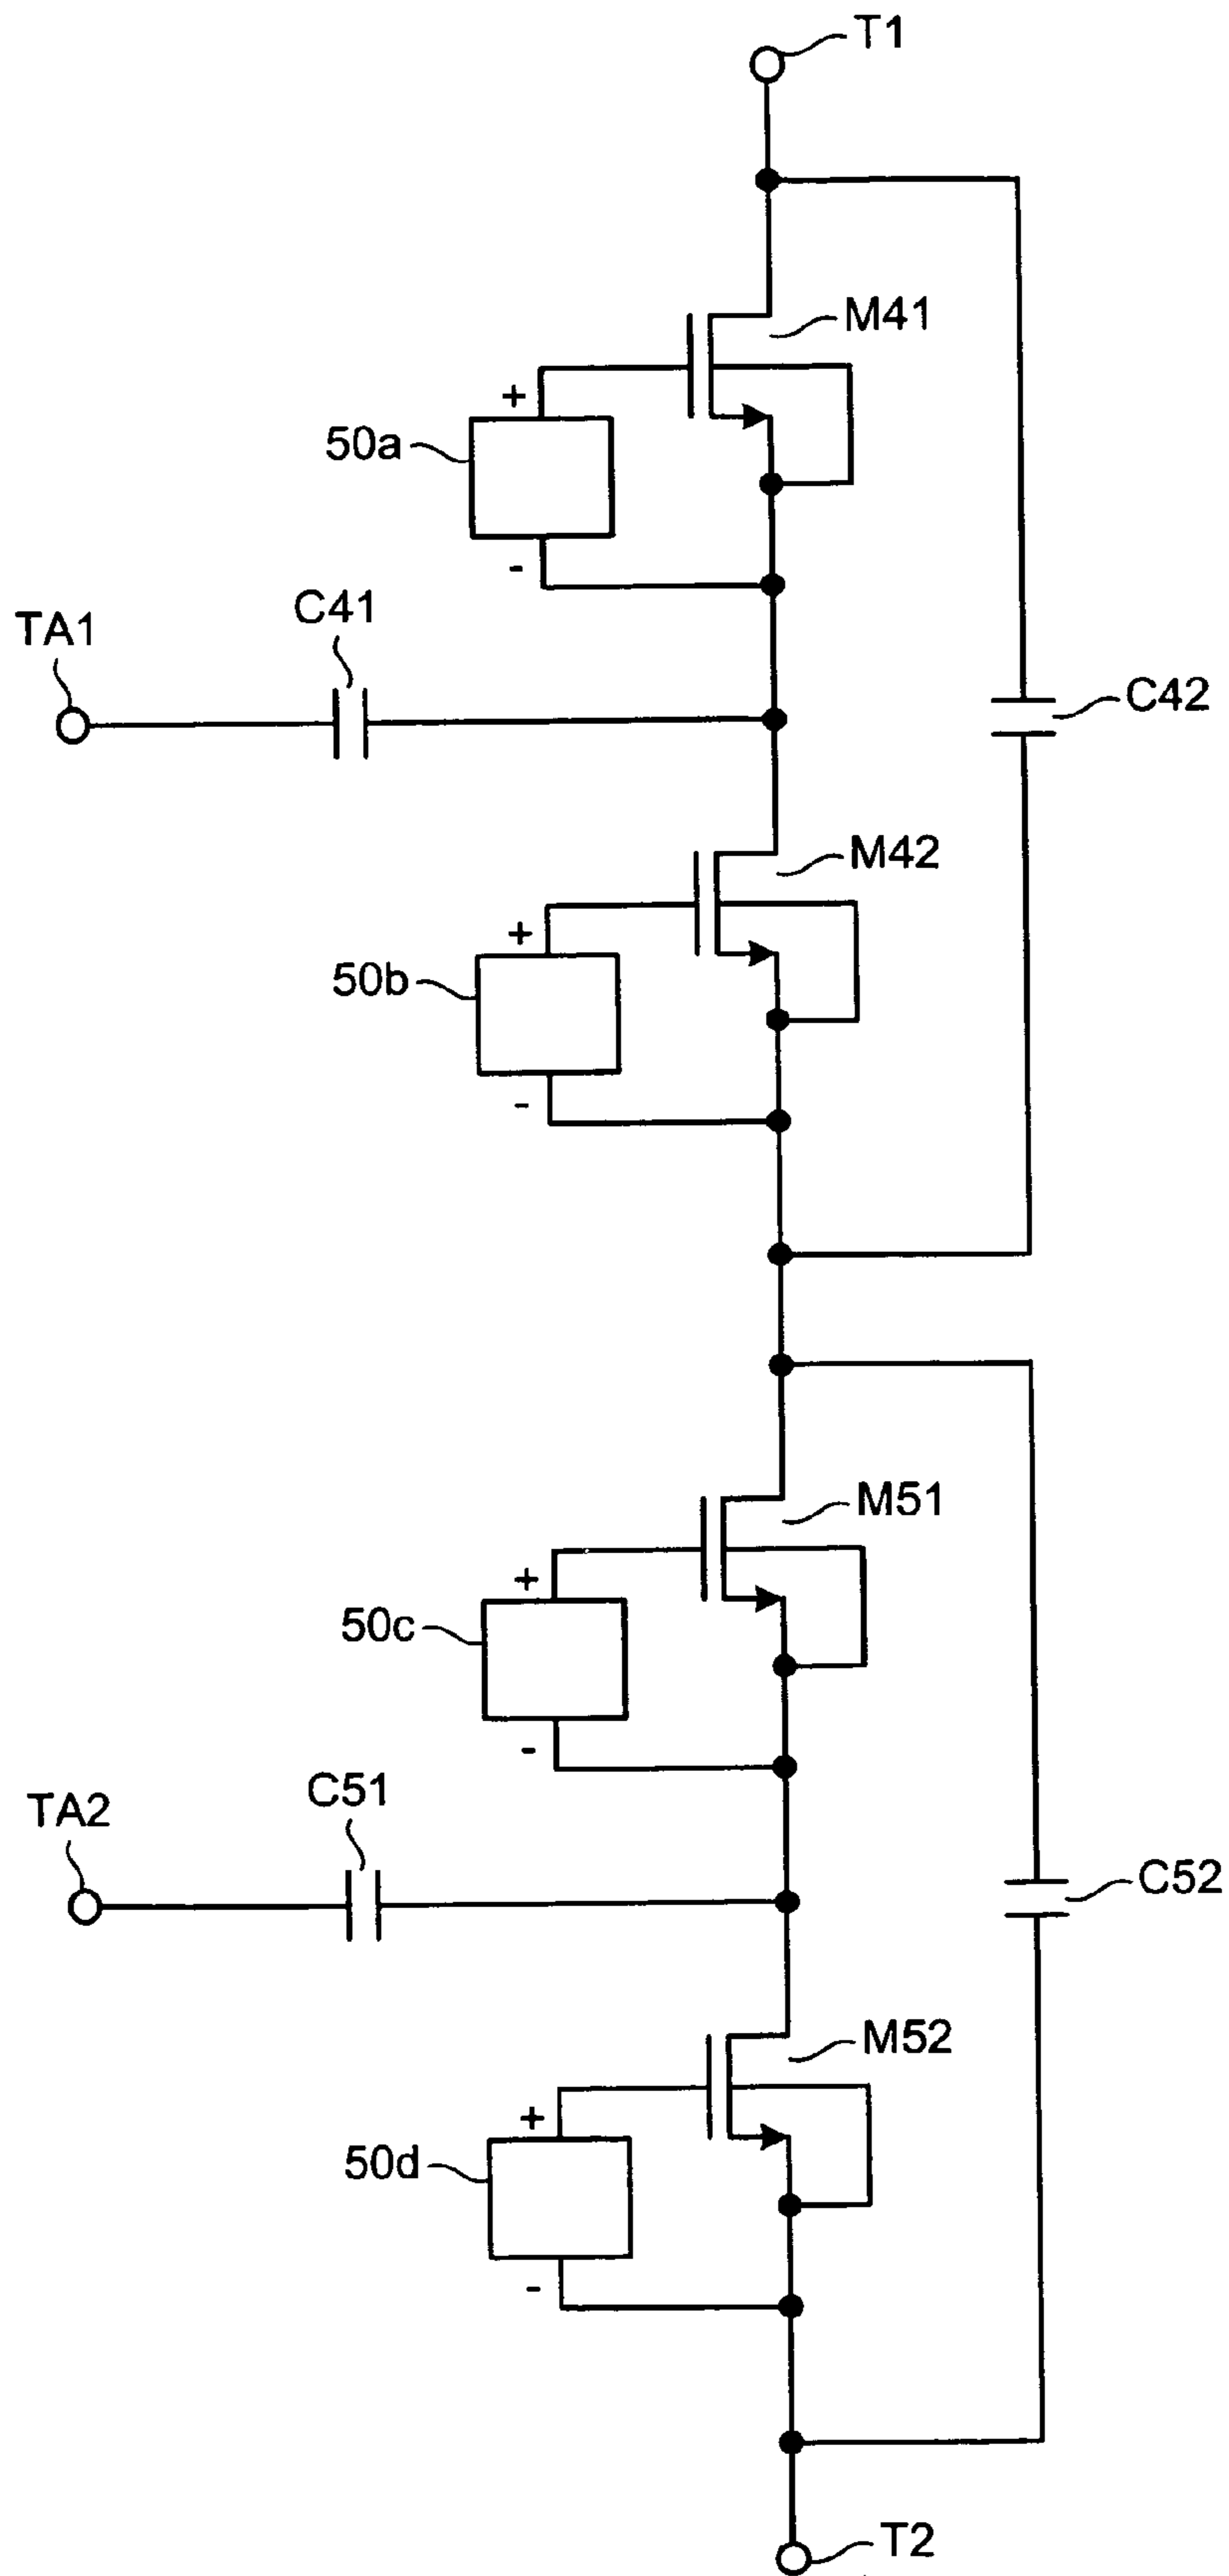 T1
M41
+
50a
-
C41
TA1
C42
M42
+
50b
-
M51
+
50c
-
C51
TA2
C52
M52
+
50d
-
T2